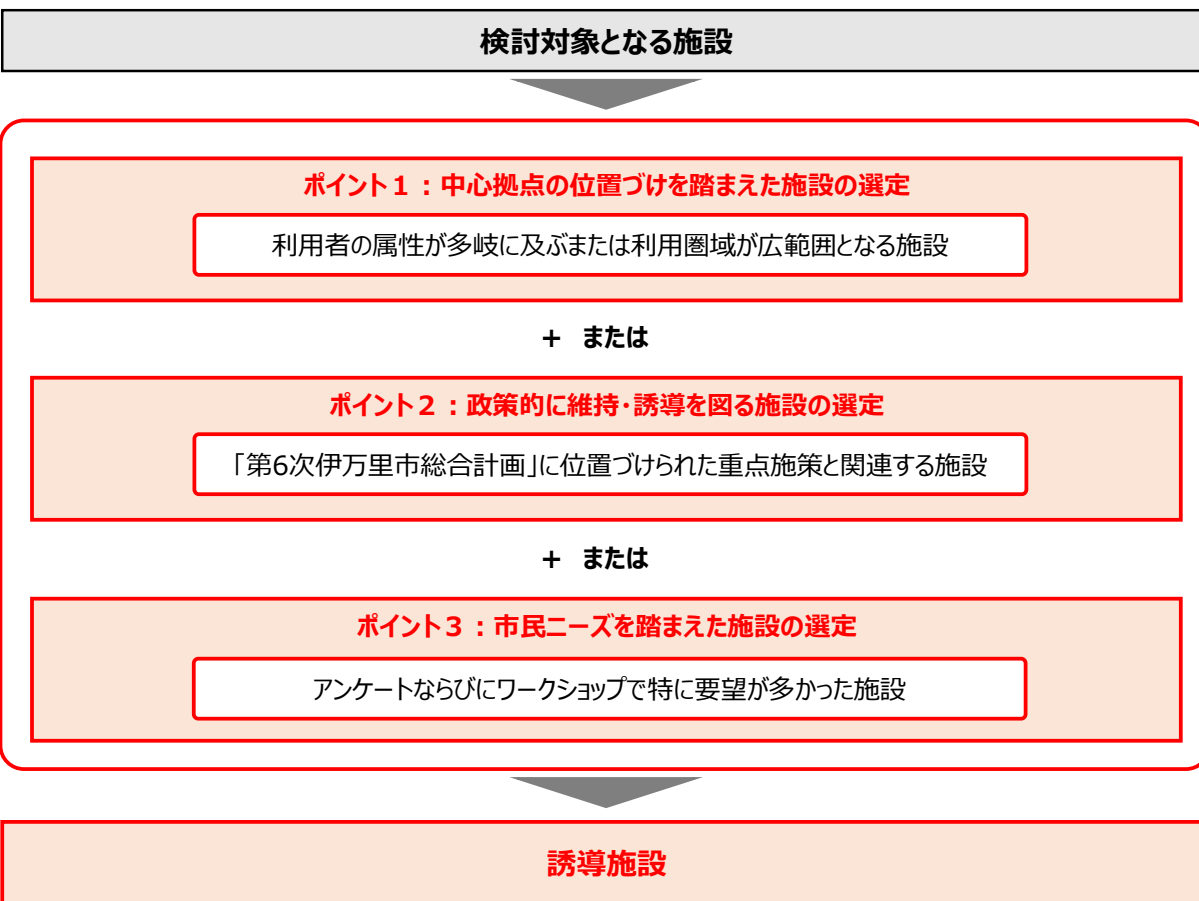 検討対象となる施設
ポイント１：中心拠点の位置づけを踏まえた施設の選定
利用者の属性が多岐に及ぶまたは利用圏域が広範囲となる施設
+ または
ポイント２：政策的に維持・誘導を図る施設の選定
「第6次伊万里市総合計画」に位置づけられた重点施策と関連する施設
+ または
ポイント３：市民ニーズを踏まえた施設の選定
アンケートならびにワークショップで特に要望が多かった施設
誘導施設